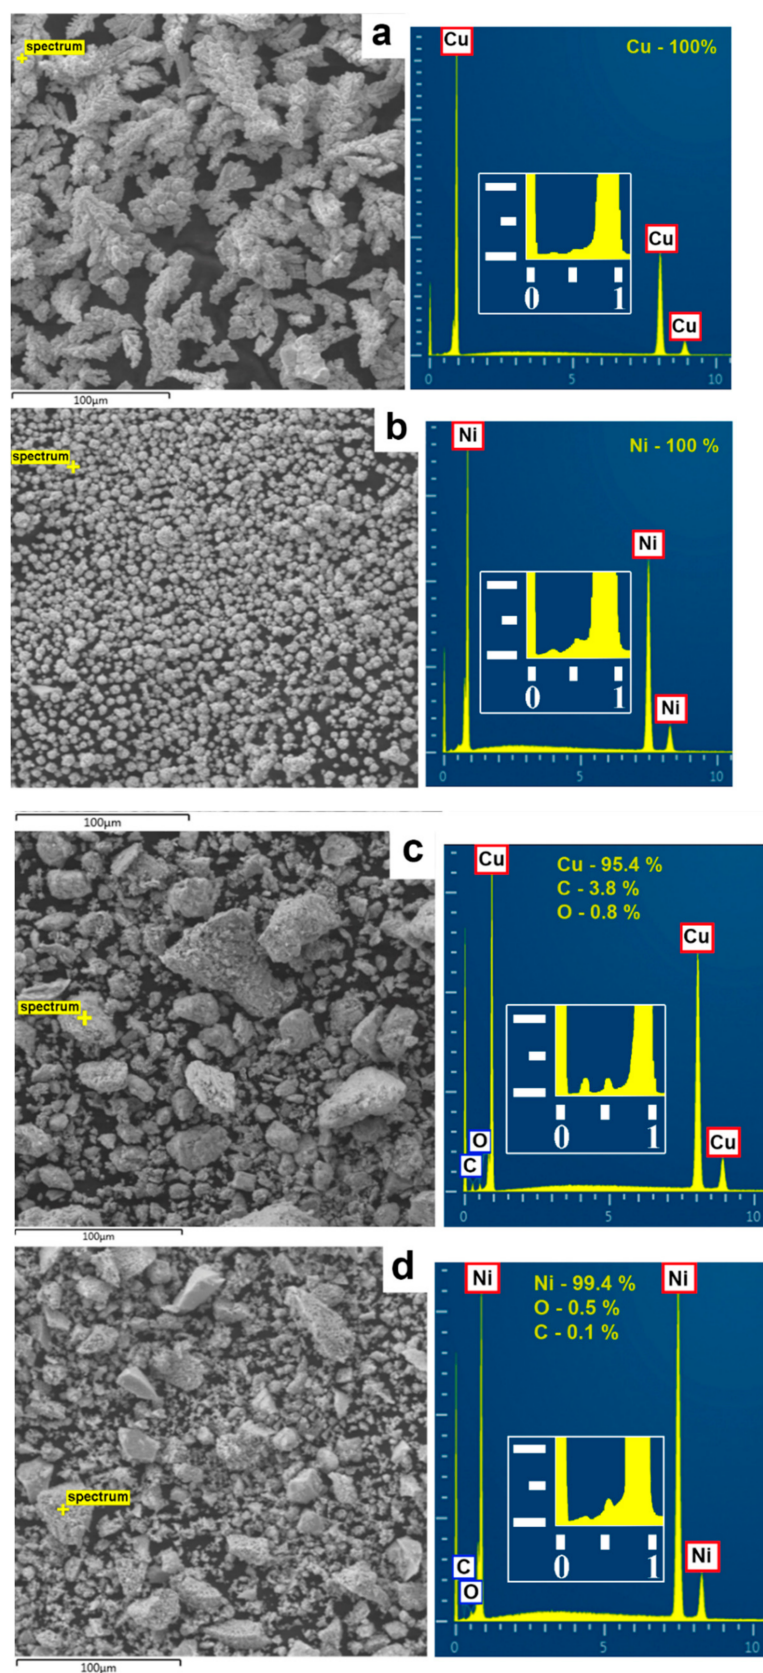 a
spectrum
Cu
Cu - 100%
Cu
Cu
0 1
0 5 10
100µm
b
spectrum
Ni
Ni - 100 %
Ni
Ni
0 1
0 5 10
100µm
c
spectrum
Cu
Cu - 95.4 %
C - 3.8 %
O - 0.8 %
Cu
O
C
Cu
0 1
0 5 10
100µm
d
spectrum
Ni
Ni - 99.4 %
O - 0.5 %
C - 0.1 %
Ni
C
O
Ni
0 1
0 5 10
100µm